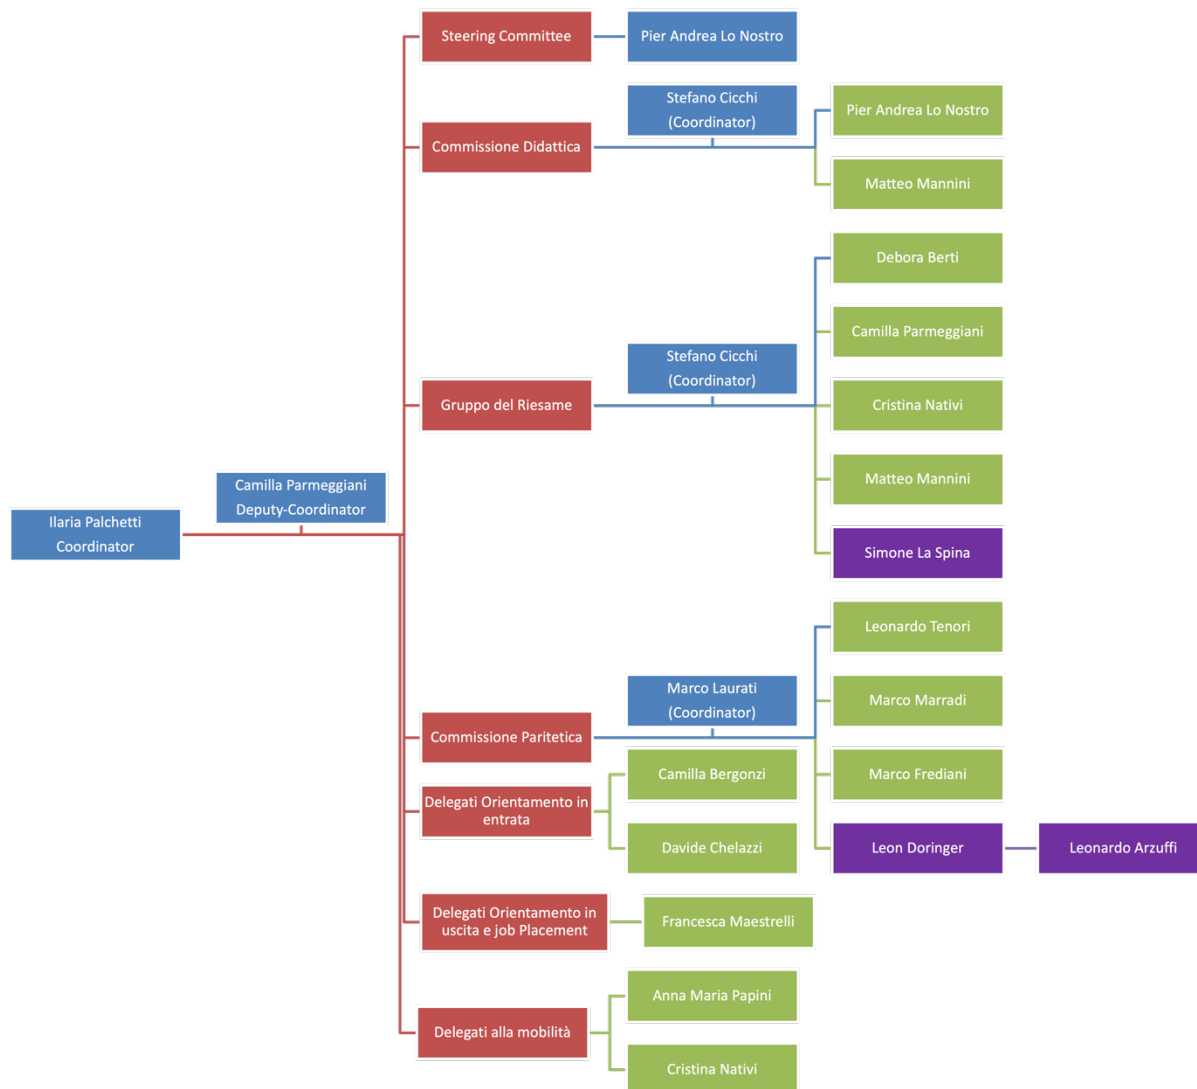 Steering Committee
Pier Andrea Lo Nostro
Stefano Cicchi
(Coordinator)
Commissione Didattica
Pier Andrea Lo Nostro
Matteo Mannini
Stefano Cicchi
(Coordinator)
Gruppo del Riesame
Debora Berti
Camilla Parmeggiani
Cristina Nativi
Matteo Mannini
Simone La Spina
Camilla Parmeggiani
Deputy-Coordinator
Ilaria Palchetti
Coordinator
Marco Laurati
(Coordinator)
Commissione Paritetica
Leonardo Tenori
Marco Marradi
Marco Frediani
Leon Doringer
Leonardo Arzuffi
Delegati Orientamento in
entrata
Camilla Bergonzi
Davide Chelazzi
Delegati Orientamento in
uscita e job Placement
Francesca Maestrelli
Delegati alla mobilità
Anna Maria Papini
Cristina Nativi